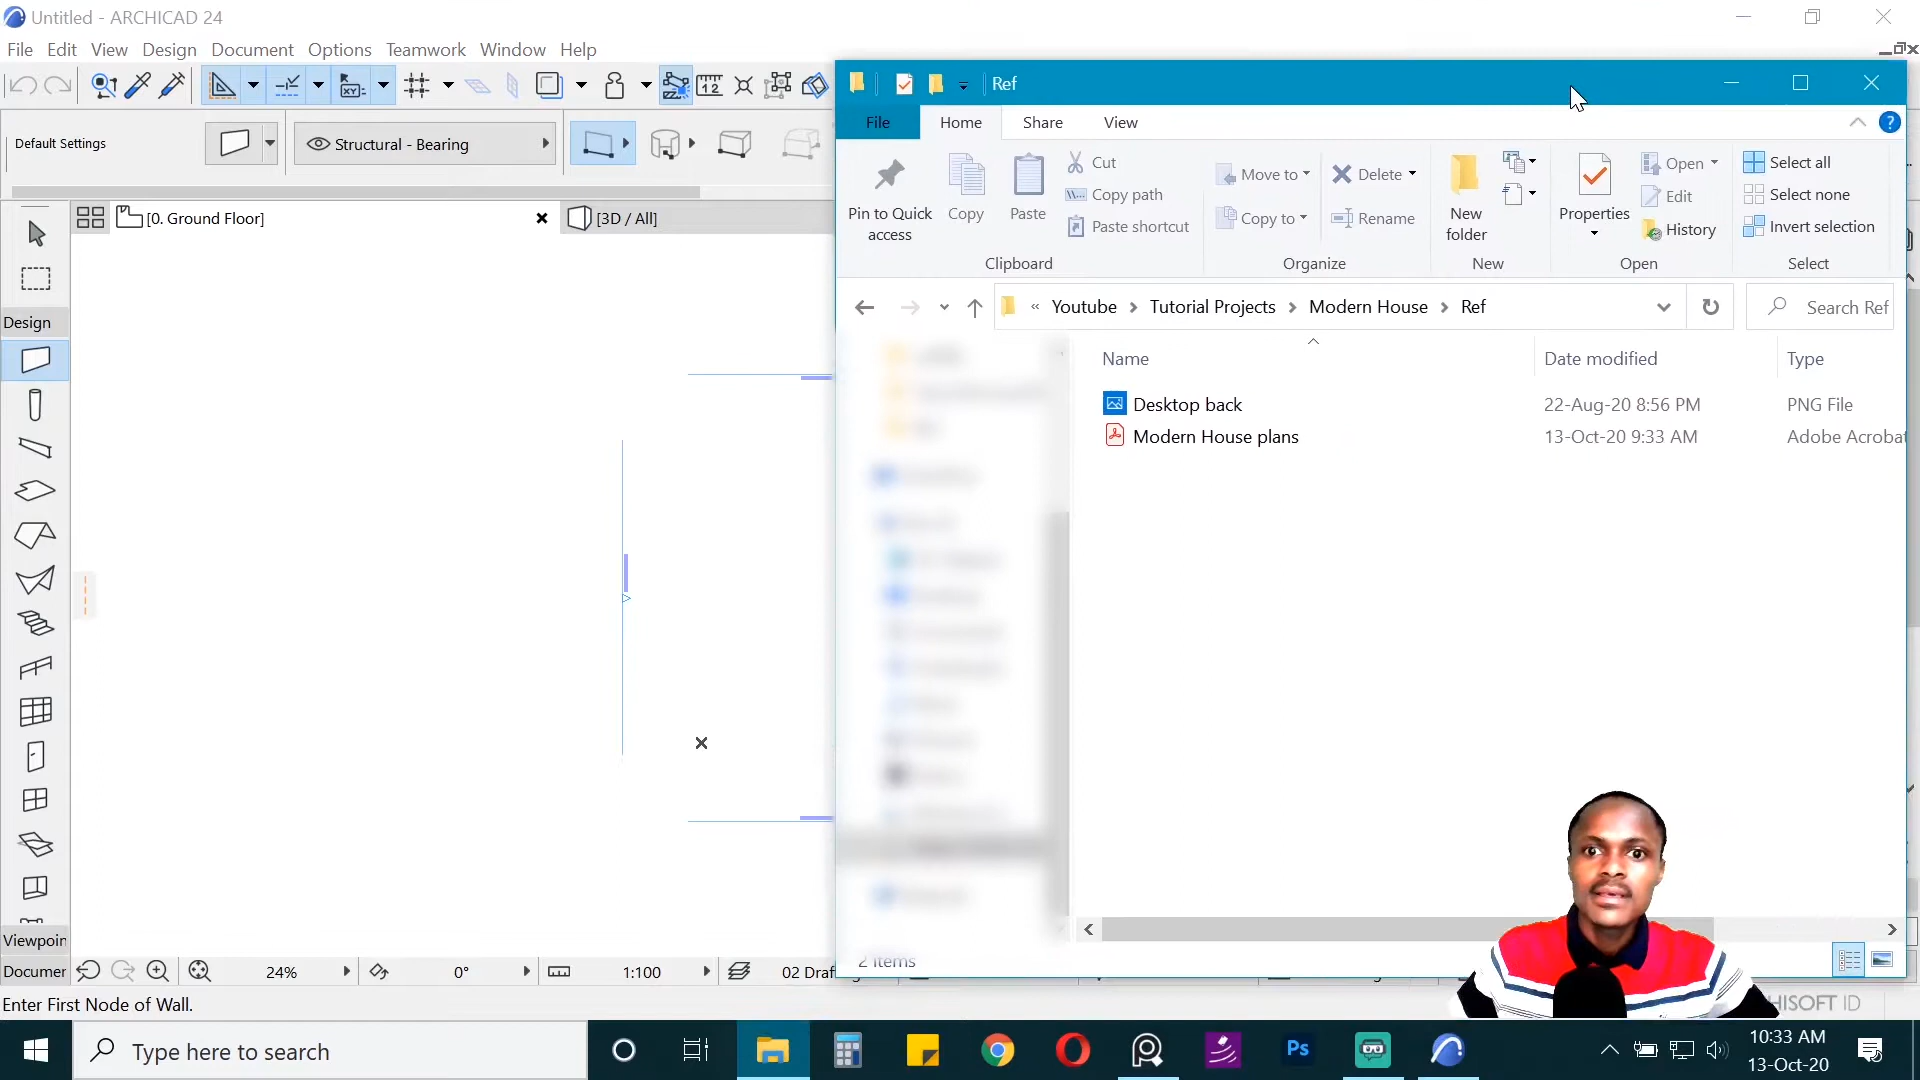 Untitled - ARCHICAD 24
File Edit View Design Document Options Teamwork Window Help
Default Settings
Structural - Bearing
[0. Ground Floor]
[3D / All]
Design
Viewpoin
Documen
24%
0°
1:100
02 Draf
Enter First Node of Wall.
Ref
File Home Share View
Pin to Quick access
Copy
Paste
Cut
Copy path
Paste shortcut
Clipboard
Move to
Copy to
Delete
Rename
Organize
New folder
New
Properties
Open
Edit
History
Open
Select all
Select none
Invert selection
Select
« Youtube > Tutorial Projects > Modern House > Ref
Search Ref
Name Date modified Type
Desktop back 22-Aug-20 8:56 PM PNG File
Modern House plans 13-Oct-20 9:33 AM Adobe Acrobat
2 items
HISOFT ID
Type here to search
Ps
10:33 AM
13-Oct-20